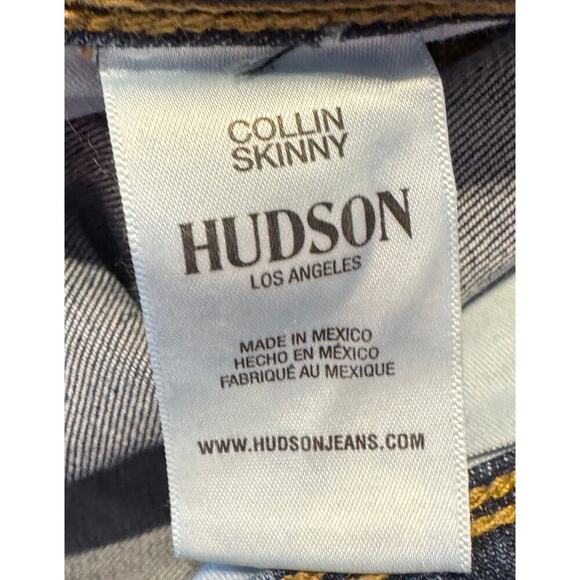 COLLIN
SKINNY
HUDSON
LOS ANGELES
MADE IN MEXICO
HECHO EN MÉXICO
FABRIQUÉ AU MEXIQUE
WWW.HUDSONJEANS.COM